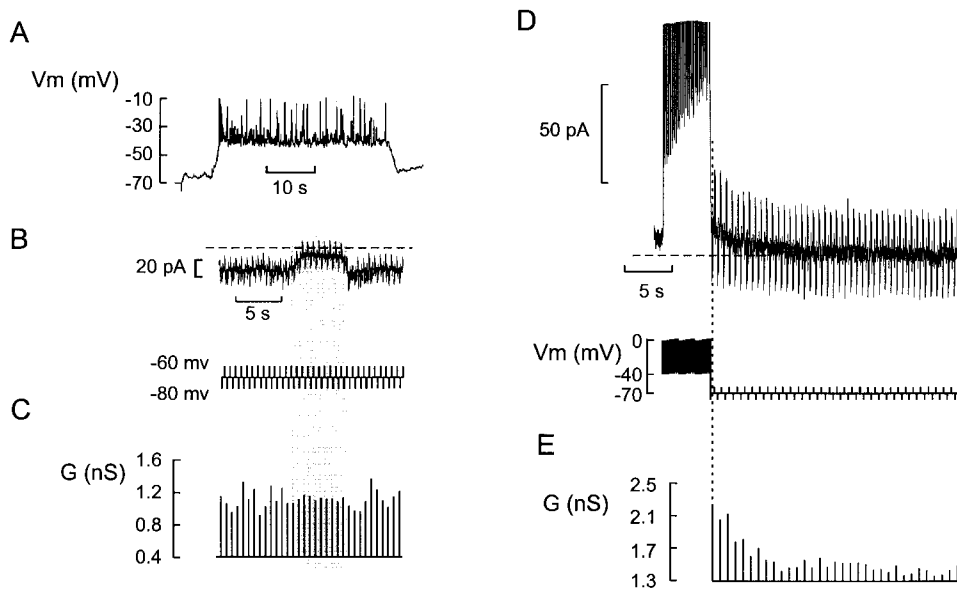 A
Vm (mV)
-10
-30
-50
-70
10 s
B
20 pA
5 s
-60 mv
-80 mv
C
G (nS)
1.6
1.2
0.8
0.4
D
50 pA
5 s
Vm (mV)
0
-40
-70
E
G (nS)
2.5
2.1
1.7
1.3